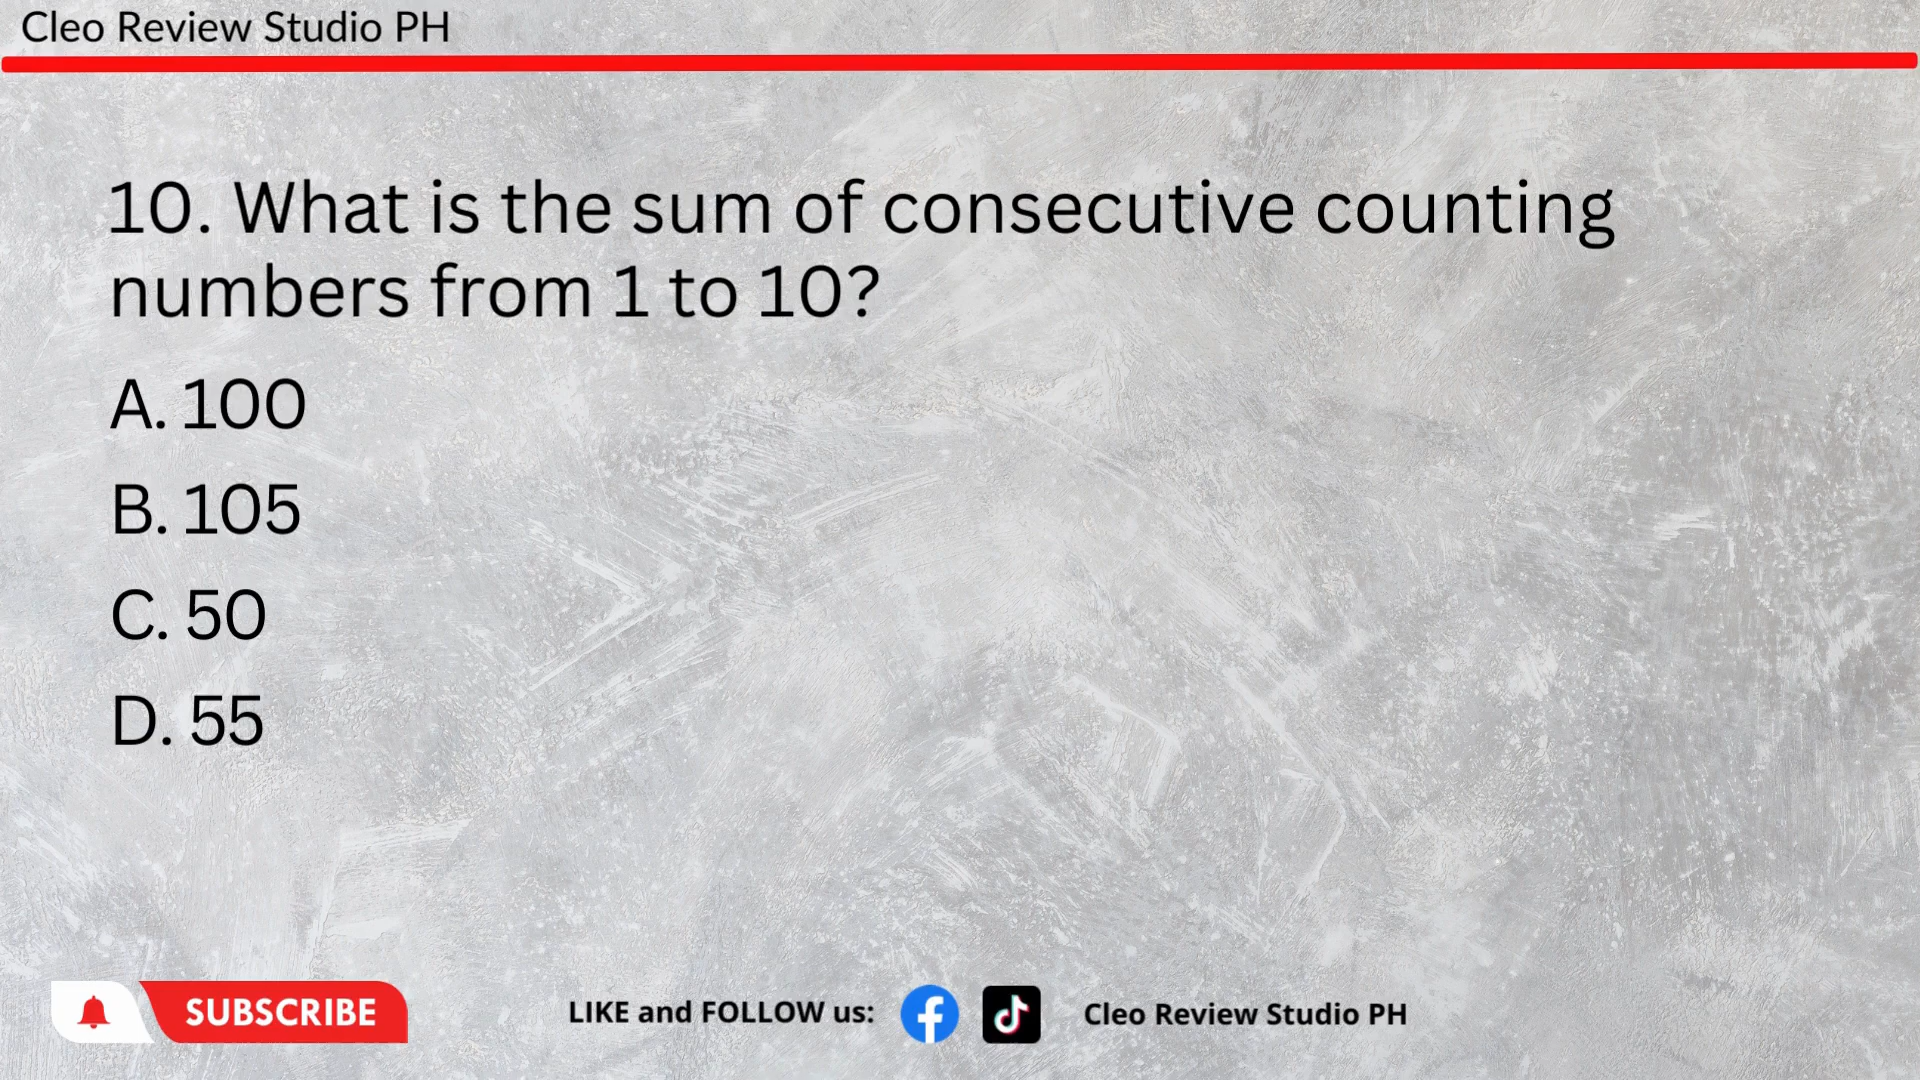 Cleo Review Studio PH
10. What is the sum of consecutive counting
numbers from 1 to 10?
A. 100
B. 105
C. 50
D. 55
SUBSCRIBE
LIKE and FOLLOW us:
Cleo Review Studio PH